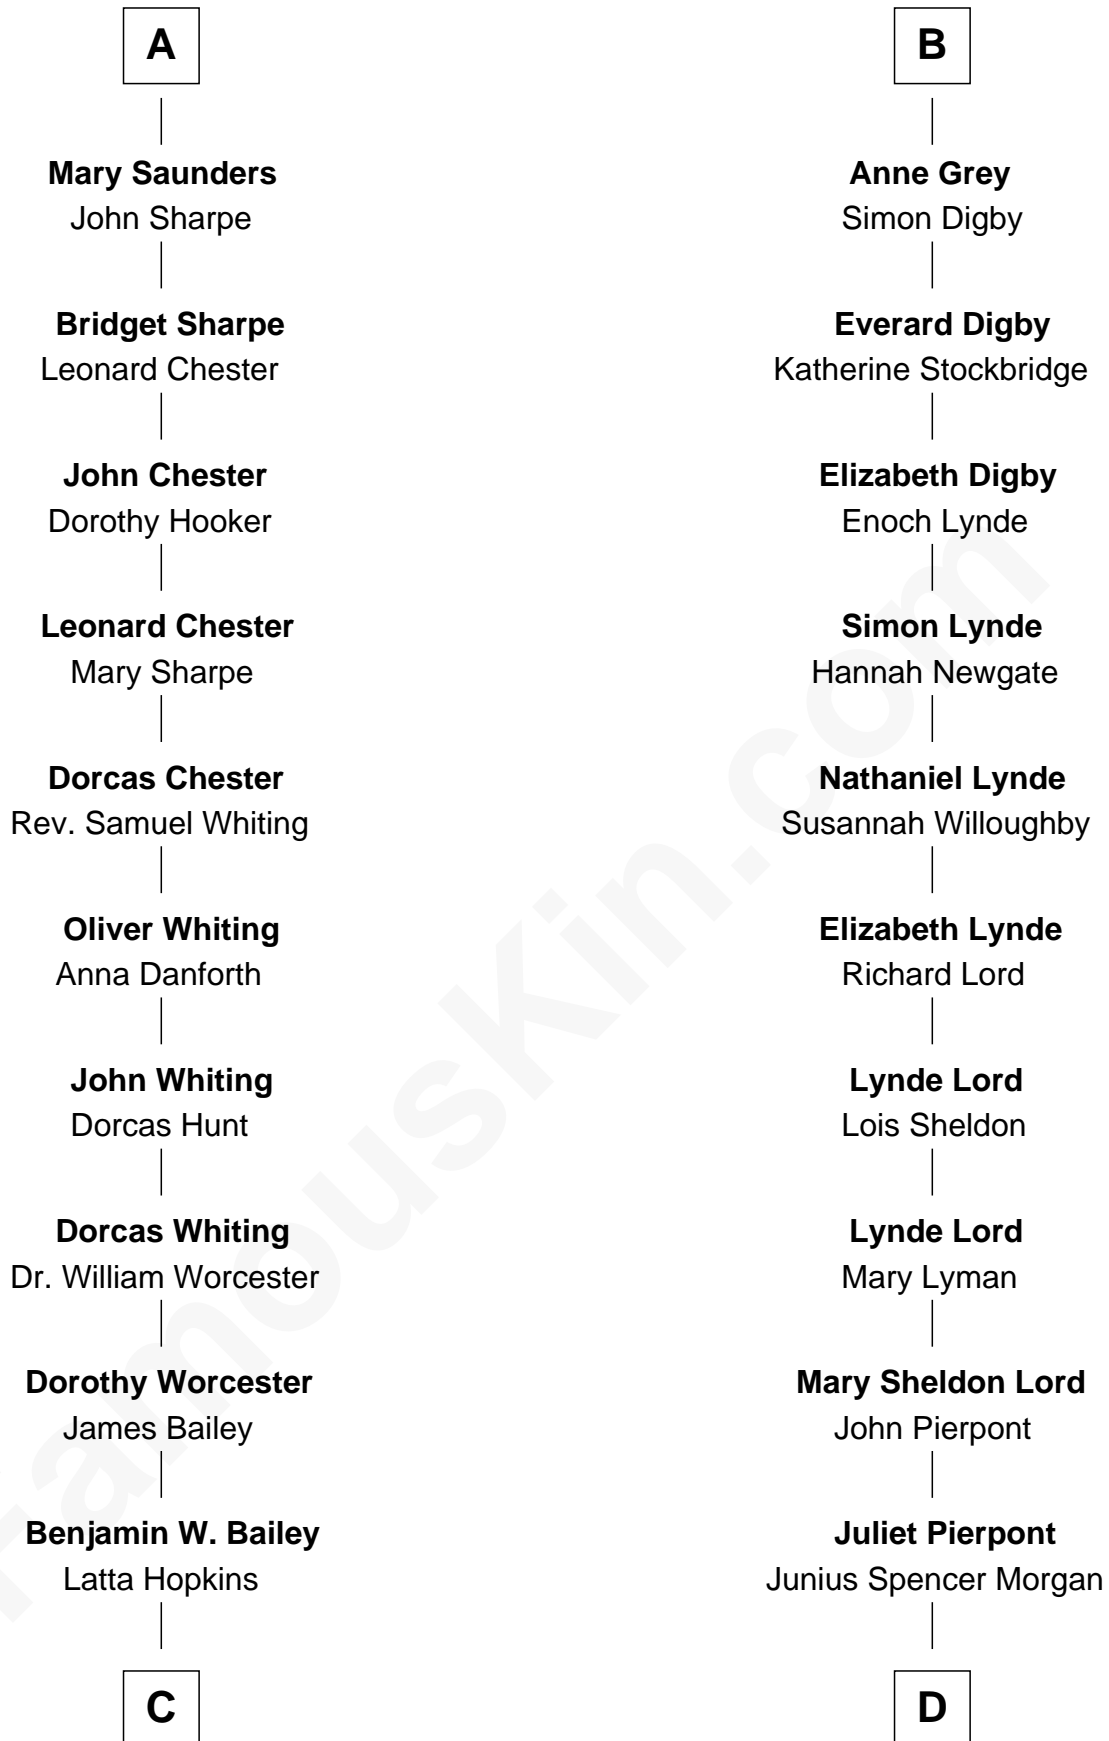 A
Mary Saunders
John Sharpe
Bridget Sharpe
Leonard Chester
John Chester
Dorothy Hooker
Leonard Chester
Mary Sharpe
Dorcas Chester
Rev. Samuel Whiting
Oliver Whiting
Anna Danforth
John Whiting
Dorcas Hunt
Dorcas Whiting
Dr. William Worcester
Dorothy Worcester
James Bailey
Benjamin W. Bailey
Latta Hopkins
C
B
Anne Grey
Simon Digby
Everard Digby
Katherine Stockbridge
Elizabeth Digby
Enoch Lynde
Simon Lynde
Hannah Newgate
Nathaniel Lynde
Susannah Willoughby
Elizabeth Lynde
Richard Lord
Lynde Lord
Lois Sheldon
Lynde Lord
Mary Lyman
Mary Sheldon Lord
John Pierpont
Juliet Pierpont
Junius Spencer Morgan
D
FamousKin.com